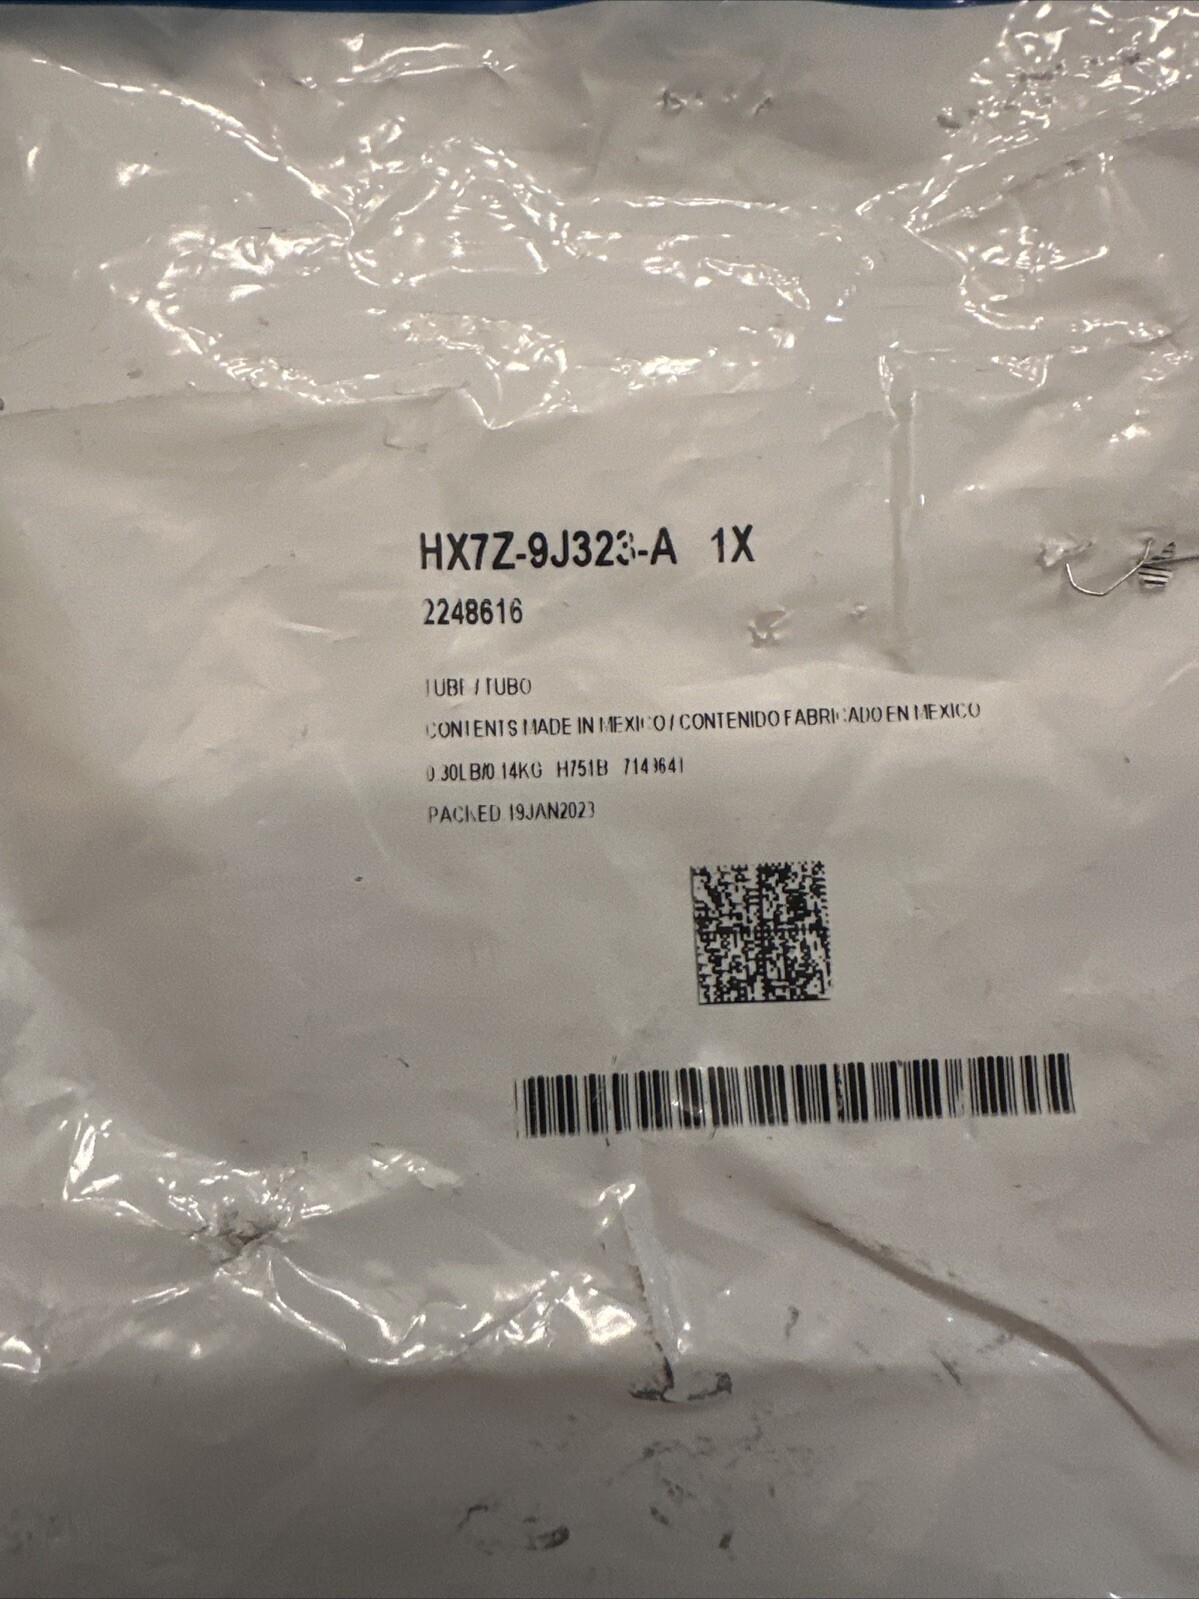 HX7Z-9J323-A 1X
2248616
TUBE / TUBO
CONTENTS MADE IN MEXICO / CONTENIDO FABRICADO EN MEXICO
0.30LB/0.14KG H751B
PACKED 19JAN2023